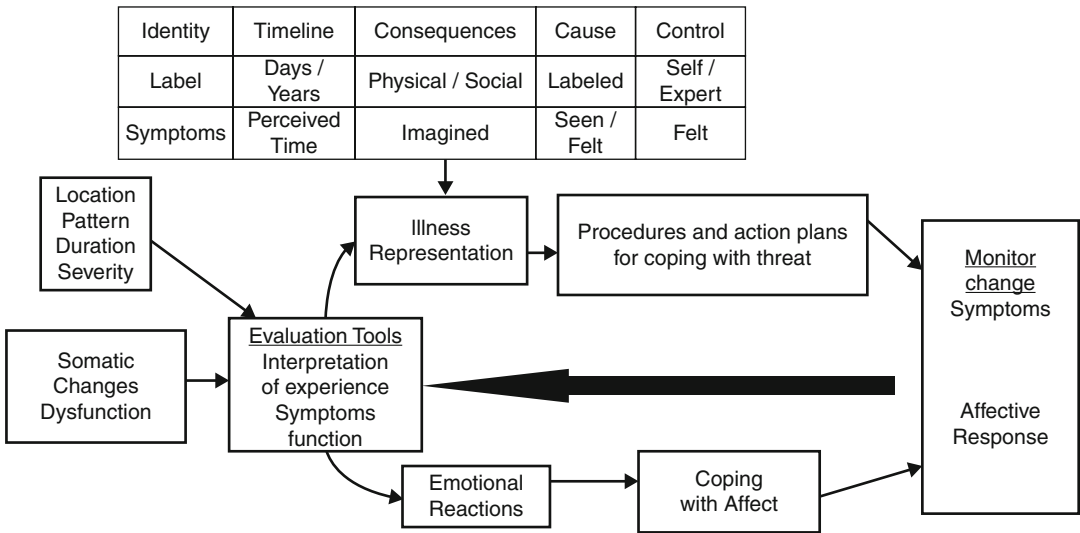 Identity Timeline Consequences Cause Control
Label Days / Years Physical / Social Labeled Self / Expert
Symptoms Perceived Time Imagined Seen / Felt Felt
Location
Pattern
Duration
Severity
Illness
Representation
Procedures and action plans
for coping with threat
Monitor
change
Symptoms
Affective
Response
Somatic
Changes
Dysfunction
Evaluation Tools
Interpretation
of experience
Symptoms
function
Emotional
Reactions
Coping
with Affect